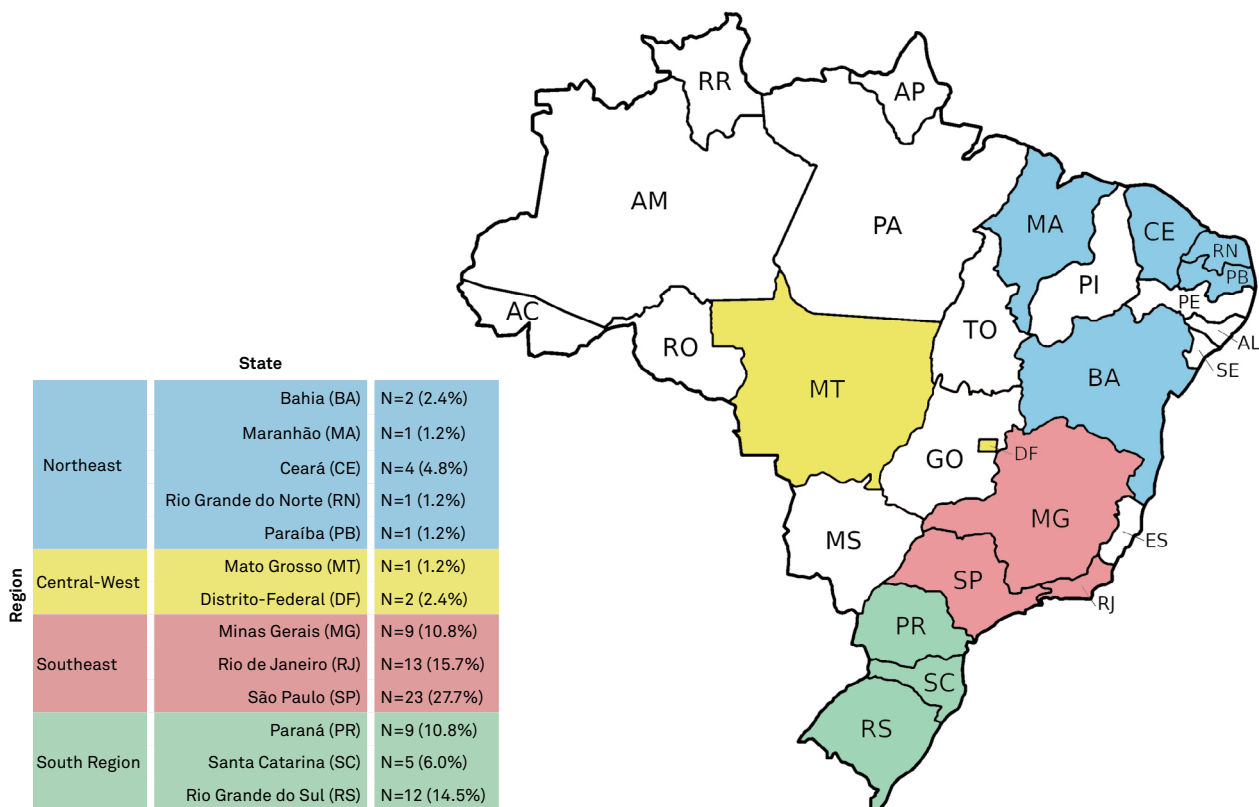 State
Region
Northeast
Bahia (BA) N=2 (2.4%)
Maranhão (MA) N=1 (1.2%)
Ceará (CE) N=4 (4.8%)
Rio Grande do Norte (RN) N=1 (1.2%)
Paraíba (PB) N=1 (1.2%)
Central-West
Mato Grosso (MT) N=1 (1.2%)
Distrito-Federal (DF) N=2 (2.4%)
Southeast
Minas Gerais (MG) N=9 (10.8%)
Rio de Janeiro (RJ) N=13 (15.7%)
São Paulo (SP) N=23 (27.7%)
South Region
Paraná (PR) N=9 (10.8%)
Santa Catarina (SC) N=5 (6.0%)
Rio Grande do Sul (RS) N=12 (14.5%)
RR
AP
AM
PA
MA
CE
RN
PB
PI
PE
AL
SE
AC
RO
TO
BA
MT
GO
DF
MG
ES
MS
SP
RJ
PR
SC
RS